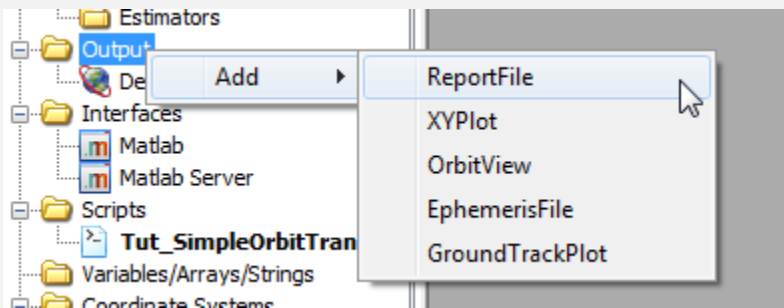 Estimators
Output
De
Add
ReportFile
XYPlot
OrbitView
EphemerisFile
GroundTrackPlot
Interfaces
Matlab
Matlab Server
Scripts
Tut_SimpleOrbitTran
Variables/Arrays/Strings
Coordinate Systems